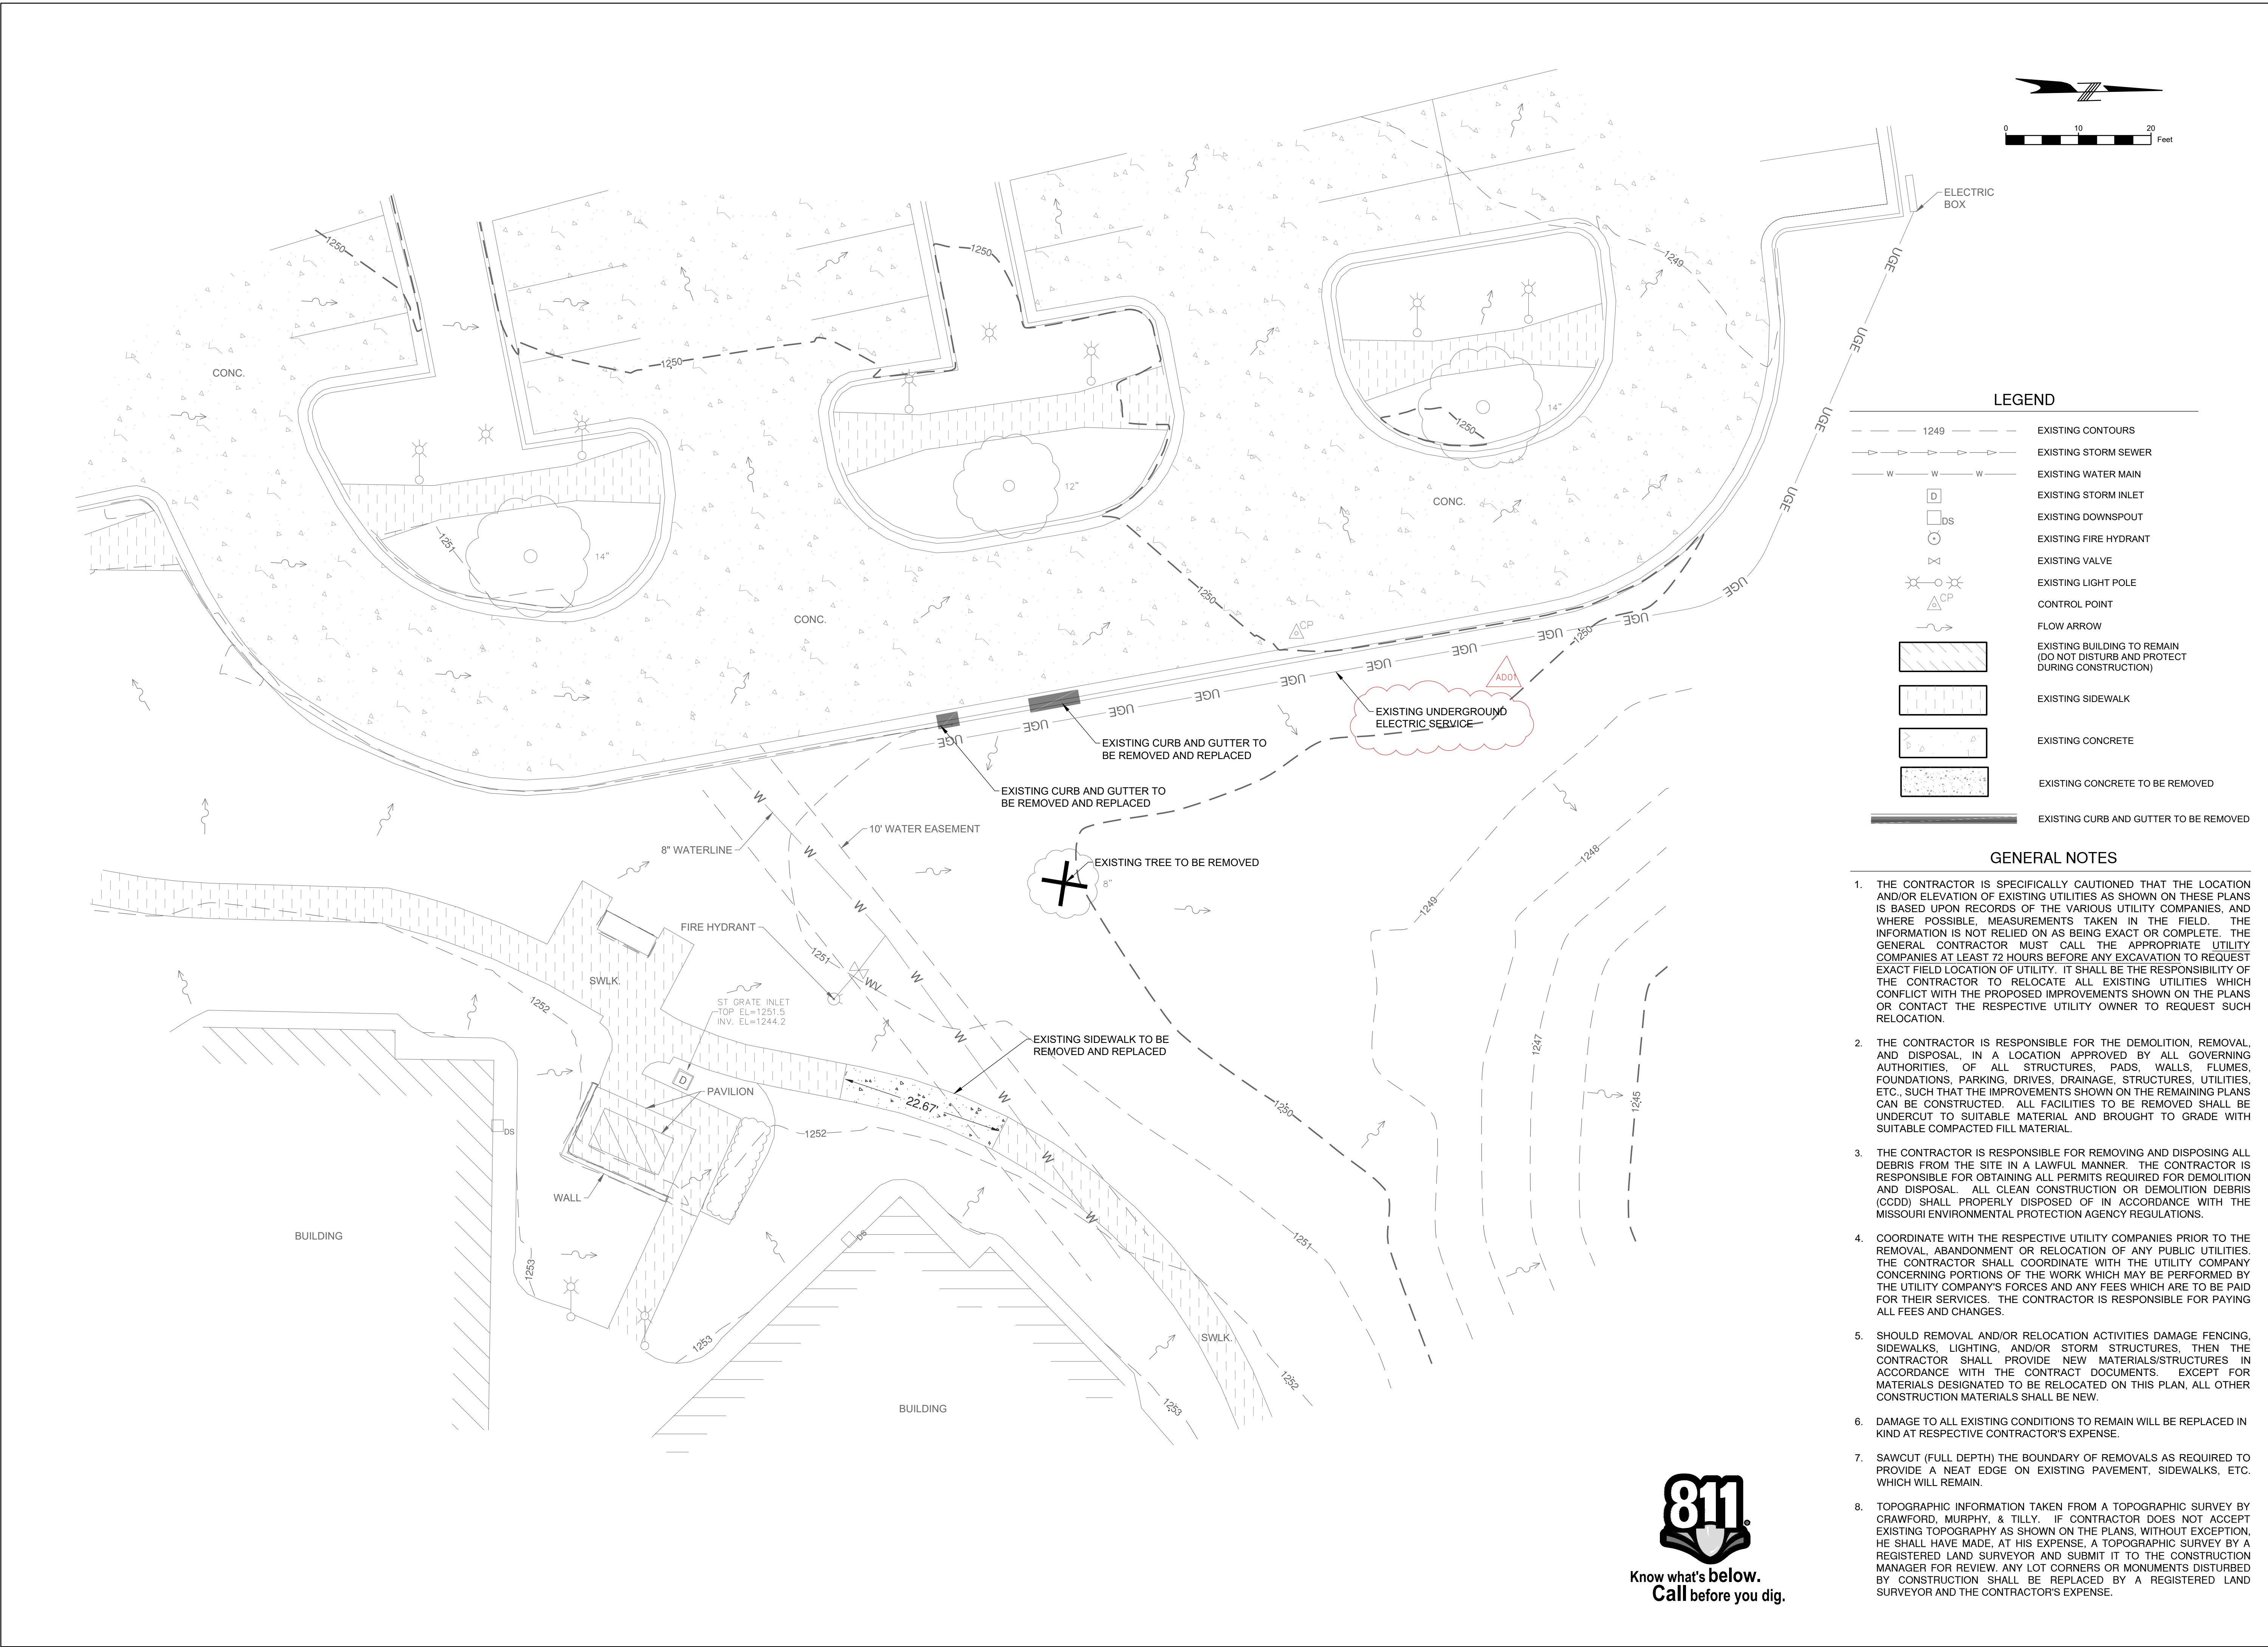 0 10 20
Feet
ELECTRIC
BOX
1250
1250
1249
1250
1250
1251
1250
1250
CONC.
CONC.
CONC.
14"
12"
14"
CP
UGE
UGE
UGE
UGE
UGE
UGE
UGE
UGE
UGE
UGE
UGE
UGE
UGE
UGE
AD01
EXISTING UNDERGROUND
ELECTRIC SERVICE
EXISTING CURB AND GUTTER TO
BE REMOVED AND REPLACED
EXISTING CURB AND GUTTER TO
BE REMOVED AND REPLACED
10' WATER EASEMENT
8" WATERLINE
EXISTING TREE TO BE REMOVED
8"
FIRE HYDRANT
WV
W
W
W
W
W
W
W
W
1251
1252
SWLK.
ST GRATE INLET
TOP EL=1251.5
INV. EL=1244.2
D
PAVILION
EXISTING SIDEWALK TO BE
REMOVED AND REPLACED
22.67'
1252
DS
WALL
BUILDING
1253
DS
1253
BUILDING
SWLK.
1253
1252
1251
1250
1249
1248
1247
1245
LEGEND
1249 EXISTING CONTOURS
EXISTING STORM SEWER
W W W EXISTING WATER MAIN
D EXISTING STORM INLET
DS EXISTING DOWNSPOUT
EXISTING FIRE HYDRANT
EXISTING VALVE
EXISTING LIGHT POLE
CP CONTROL POINT
FLOW ARROW
EXISTING BUILDING TO REMAIN
(DO NOT DISTURB AND PROTECT
DURING CONSTRUCTION)
EXISTING SIDEWALK
EXISTING CONCRETE
EXISTING CONCRETE TO BE REMOVED
EXISTING CURB AND GUTTER TO BE REMOVED
GENERAL NOTES
1. THE CONTRACTOR IS SPECIFICALLY CAUTIONED THAT THE LOCATION
AND/OR ELEVATION OF EXISTING UTILITIES AS SHOWN ON THESE PLANS
IS BASED UPON RECORDS OF THE VARIOUS UTILITY COMPANIES, AND
WHERE POSSIBLE, MEASUREMENTS TAKEN IN THE FIELD. THE
INFORMATION IS NOT RELIED ON AS BEING EXACT OR COMPLETE. THE
GENERAL CONTRACTOR MUST CALL THE APPROPRIATE UTILITY
COMPANIES AT LEAST 72 HOURS BEFORE ANY EXCAVATION TO REQUEST
EXACT FIELD LOCATION OF UTILITY. IT SHALL BE THE RESPONSIBILITY OF
THE CONTRACTOR TO RELOCATE ALL EXISTING UTILITIES WHICH
CONFLICT WITH THE PROPOSED IMPROVEMENTS SHOWN ON THE PLANS
OR CONTACT THE RESPECTIVE UTILITY OWNER TO REQUEST SUCH
RELOCATION.
2. THE CONTRACTOR IS RESPONSIBLE FOR THE DEMOLITION, REMOVAL,
AND DISPOSAL, IN A LOCATION APPROVED BY ALL GOVERNING
AUTHORITIES, OF ALL STRUCTURES, PADS, WALLS, FLUMES,
FOUNDATIONS, PARKING, DRIVES, DRAINAGE, STRUCTURES, UTILITIES,
ETC., SUCH THAT THE IMPROVEMENTS SHOWN ON THE REMAINING PLANS
CAN BE CONSTRUCTED. ALL FACILITIES TO BE REMOVED SHALL BE
UNDERCUT TO SUITABLE MATERIAL AND BROUGHT TO GRADE WITH
SUITABLE COMPACTED FILL MATERIAL.
3. THE CONTRACTOR IS RESPONSIBLE FOR REMOVING AND DISPOSING ALL
DEBRIS FROM THE SITE IN A LAWFUL MANNER. THE CONTRACTOR IS
RESPONSIBLE FOR OBTAINING ALL PERMITS REQUIRED FOR DEMOLITION
AND DISPOSAL. ALL CLEAN CONSTRUCTION OR DEMOLITION DEBRIS
(CCDD) SHALL PROPERLY DISPOSED OF IN ACCORDANCE WITH THE
MISSOURI ENVIRONMENTAL PROTECTION AGENCY REGULATIONS.
4. COORDINATE WITH THE RESPECTIVE UTILITY COMPANIES PRIOR TO THE
REMOVAL, ABANDONMENT OR RELOCATION OF ANY PUBLIC UTILITIES.
THE CONTRACTOR SHALL COORDINATE WITH THE UTILITY COMPANY
CONCERNING PORTIONS OF THE WORK WHICH MAY BE PERFORMED BY
THE UTILITY COMPANY'S FORCES AND ANY FEES WHICH ARE TO BE PAID
FOR THEIR SERVICES. THE CONTRACTOR IS RESPONSIBLE FOR PAYING
ALL FEES AND CHANGES.
5. SHOULD REMOVAL AND/OR RELOCATION ACTIVITIES DAMAGE FENCING,
SIDEWALKS, LIGHTING, AND/OR STORM STRUCTURES, THEN THE
CONTRACTOR SHALL PROVIDE NEW MATERIALS/STRUCTURES IN
ACCORDANCE WITH THE CONTRACT DOCUMENTS. EXCEPT FOR
MATERIALS DESIGNATED TO BE RELOCATED ON THIS PLAN, ALL OTHER
CONSTRUCTION MATERIALS SHALL BE NEW.
6. DAMAGE TO ALL EXISTING CONDITIONS TO REMAIN WILL BE REPLACED IN
KIND AT RESPECTIVE CONTRACTOR'S EXPENSE.
7. SAWCUT (FULL DEPTH) THE BOUNDARY OF REMOVALS AS REQUIRED TO
PROVIDE A NEAT EDGE ON EXISTING PAVEMENT, SIDEWALKS, ETC.
WHICH WILL REMAIN.
8. TOPOGRAPHIC INFORMATION TAKEN FROM A TOPOGRAPHIC SURVEY BY
CRAWFORD, MURPHY, & TILLY. IF CONTRACTOR DOES NOT ACCEPT
EXISTING TOPOGRAPHY AS SHOWN ON THE PLANS, WITHOUT EXCEPTION,
HE SHALL HAVE MADE, AT HIS EXPENSE, A TOPOGRAPHIC SURVEY BY A
REGISTERED LAND SURVEYOR AND SUBMIT IT TO THE CONSTRUCTION
MANAGER FOR REVIEW. ANY LOT CORNERS OR MONUMENTS DISTURBED
BY CONSTRUCTION SHALL BE REPLACED BY A REGISTERED LAND
SURVEYOR AND THE CONTRACTOR'S EXPENSE.
811
Know what's below.
Call before you dig.